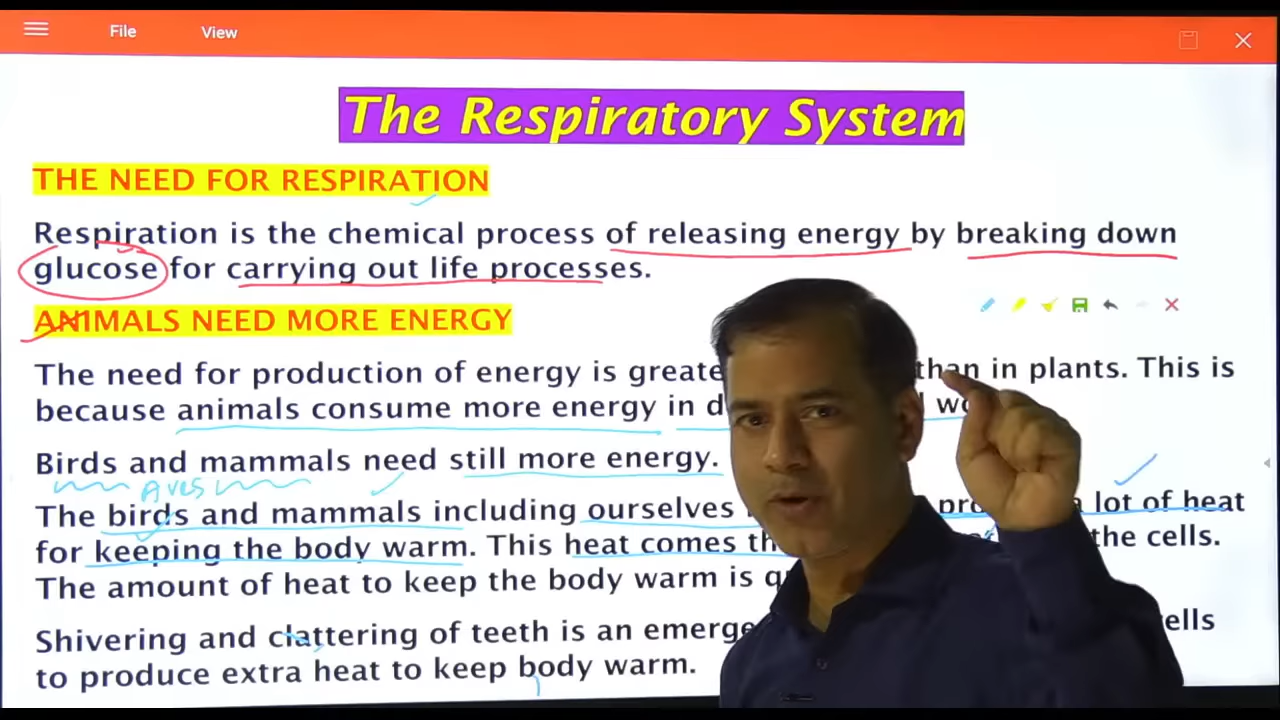 File View
The Respiratory System
THE NEED FOR RESPIRATION
Respiration is the chemical process of releasing energy by breaking down
glucose for carrying out life processes.
ANIMALS NEED MORE ENERGY
The need for production of energy is than in plants. This is
because animals consume more energy in
Birds and mammals need still more energy.
Aves
The birds and mammals including ourselves lot of heat
for keeping the body warm. This heat comes the cells.
The amount of heat to keep the body warm is
Shivering and clattering of teeth is an
to produce extra heat to keep body warm.